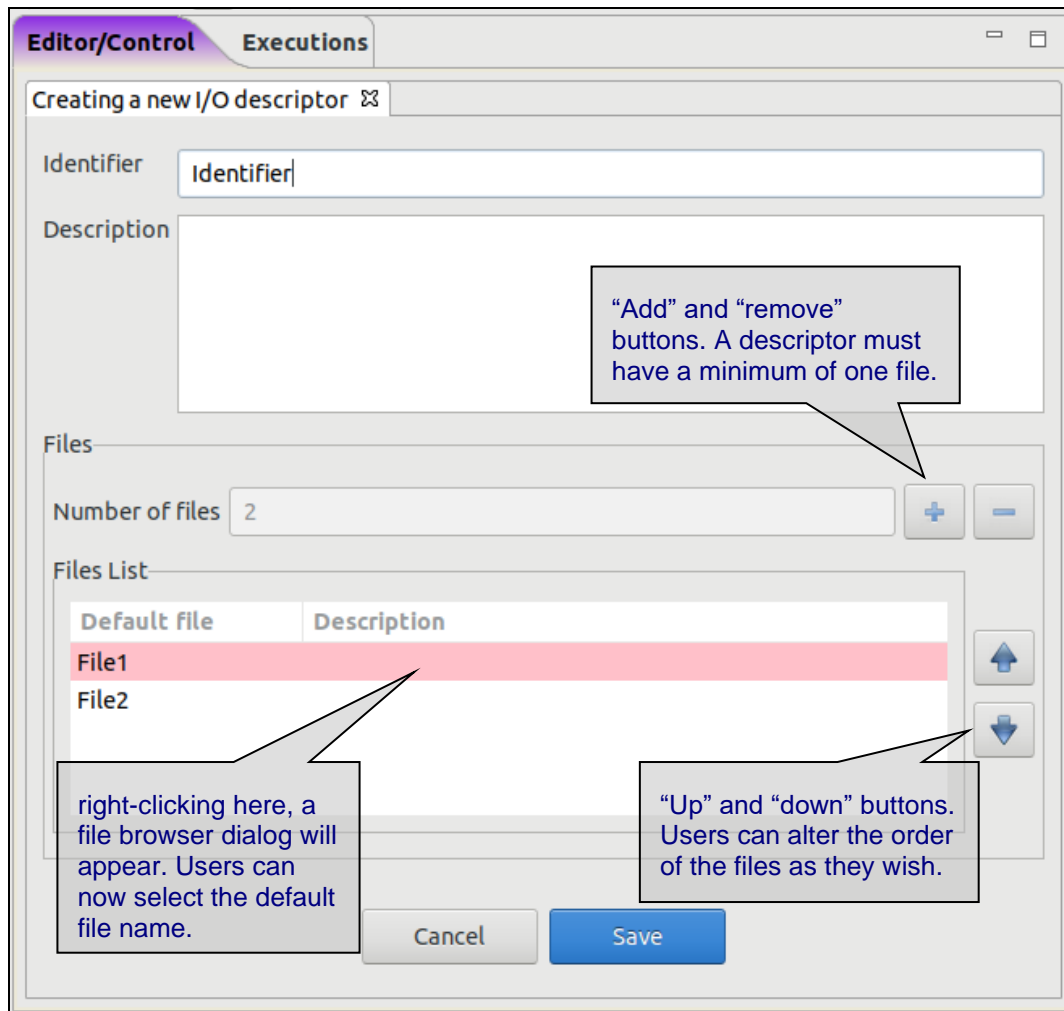 Editor/Control Executions
Creating a new I/O descriptor
Identifier Identifier
Description
“Add” and “remove”
buttons. A descriptor must
have a minimum of one file.
Files
Number of files 2
Files List
Default file Description
File1
File2
right-clicking here, a
file browser dialog will
appear. Users can
now select the default
file name.
“Up” and “down” buttons.
Users can alter the order
of the files as they wish.
Cancel Save